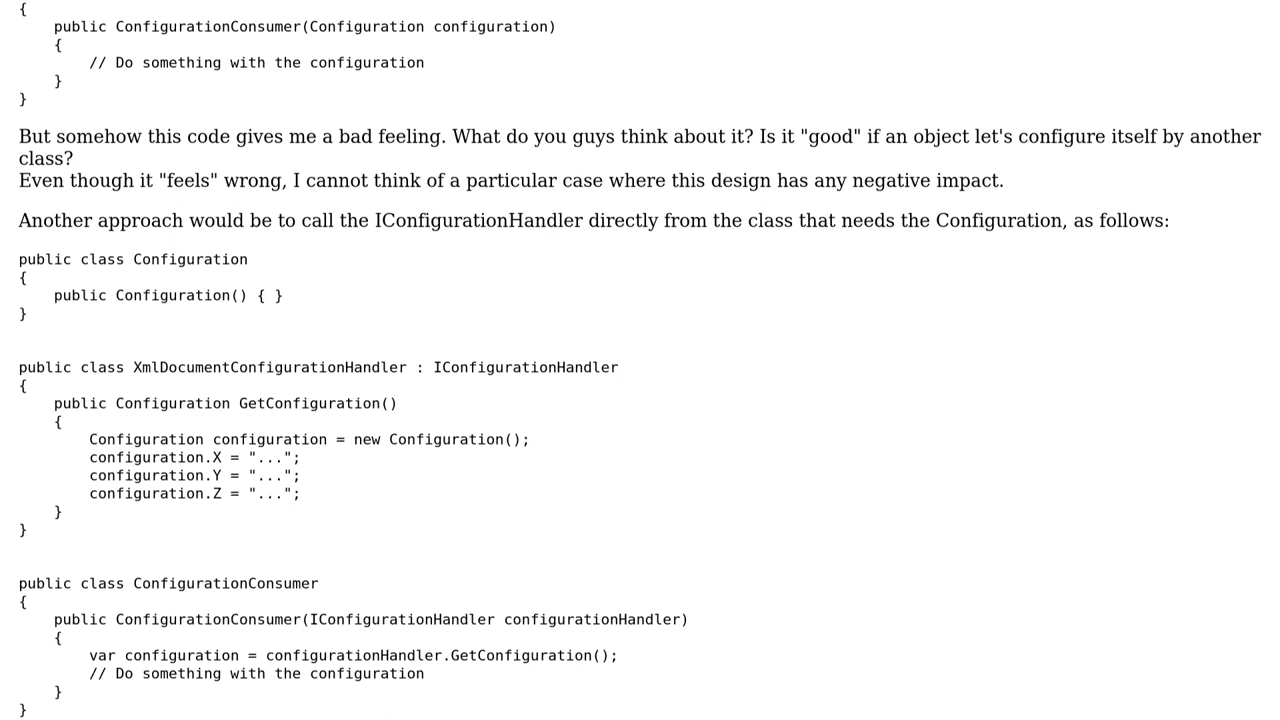 {
    public ConfigurationConsumer(Configuration configuration)
    {
        // Do something with the configuration
    }
}
But somehow this code gives me a bad feeling. What do you guys think about it? Is it "good" if an object let's configure itself by another
class?
Even though it "feels" wrong, I cannot think of a particular case where this design has any negative impact.
Another approach would be to call the IConfigurationHandler directly from the class that needs the Configuration, as follows:
public class Configuration
{
    public Configuration() { }
}
public class XmlDocumentConfigurationHandler : IConfigurationHandler
{
    public Configuration GetConfiguration()
    {
        Configuration configuration = new Configuration();
        configuration.X = "...";
        configuration.Y = "...";
        configuration.Z = "...";
    }
}
public class ConfigurationConsumer
{
    public ConfigurationConsumer(IConfigurationHandler configurationHandler)
    {
        var configuration = configurationHandler.GetConfiguration();
        // Do something with the configuration
    }
}